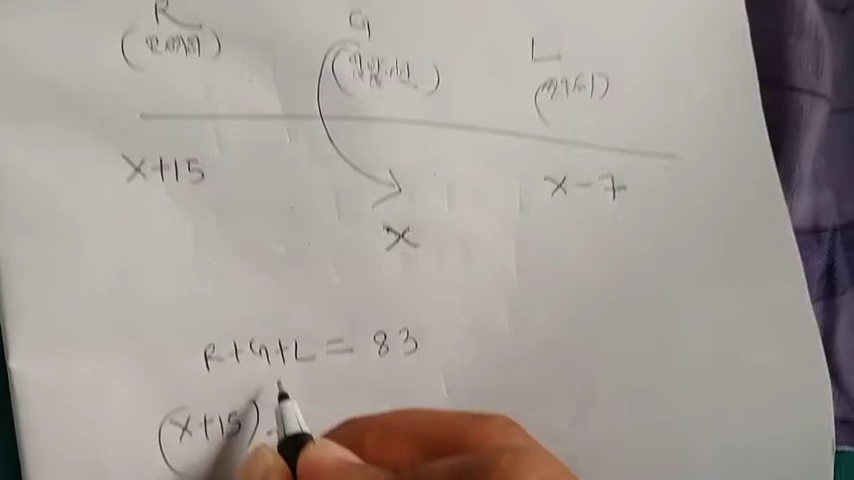 R G L
x+15 x x-7
R+G+L = 83
(x+15)